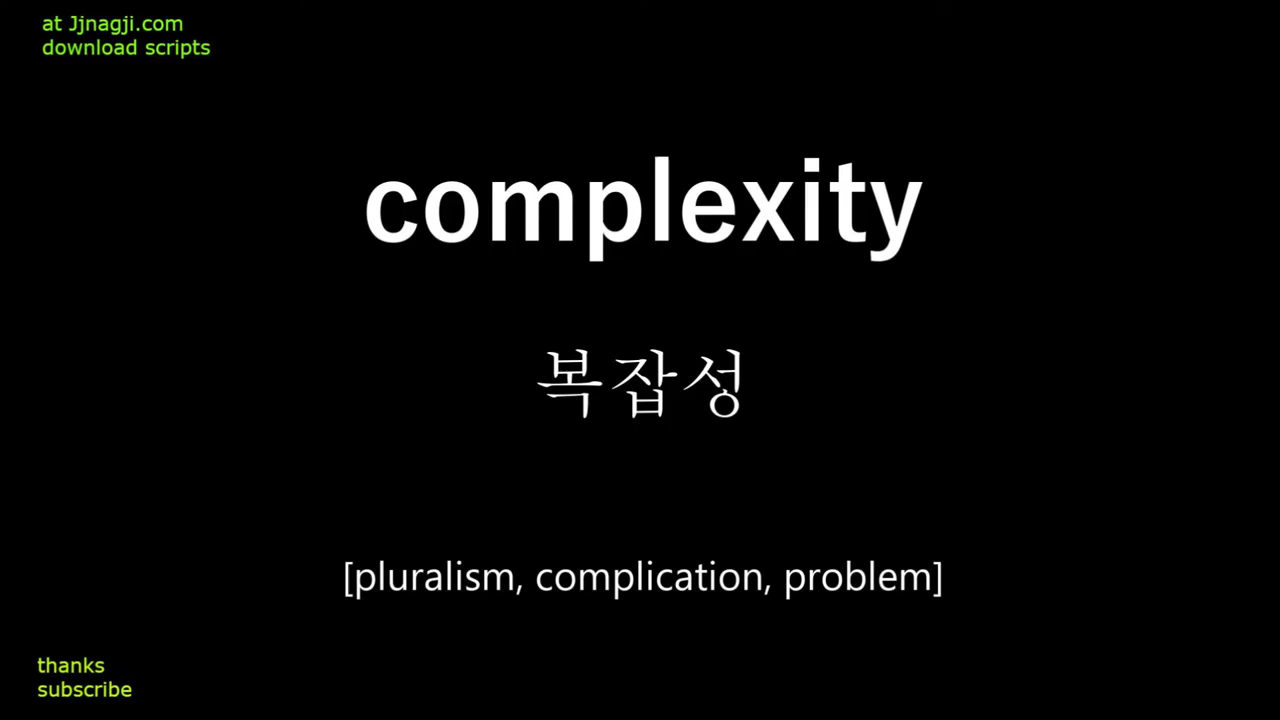 at Jjnagji.com
download scripts
complexity
복잡성
[pluralism, complication, problem]
thanks
subscribe